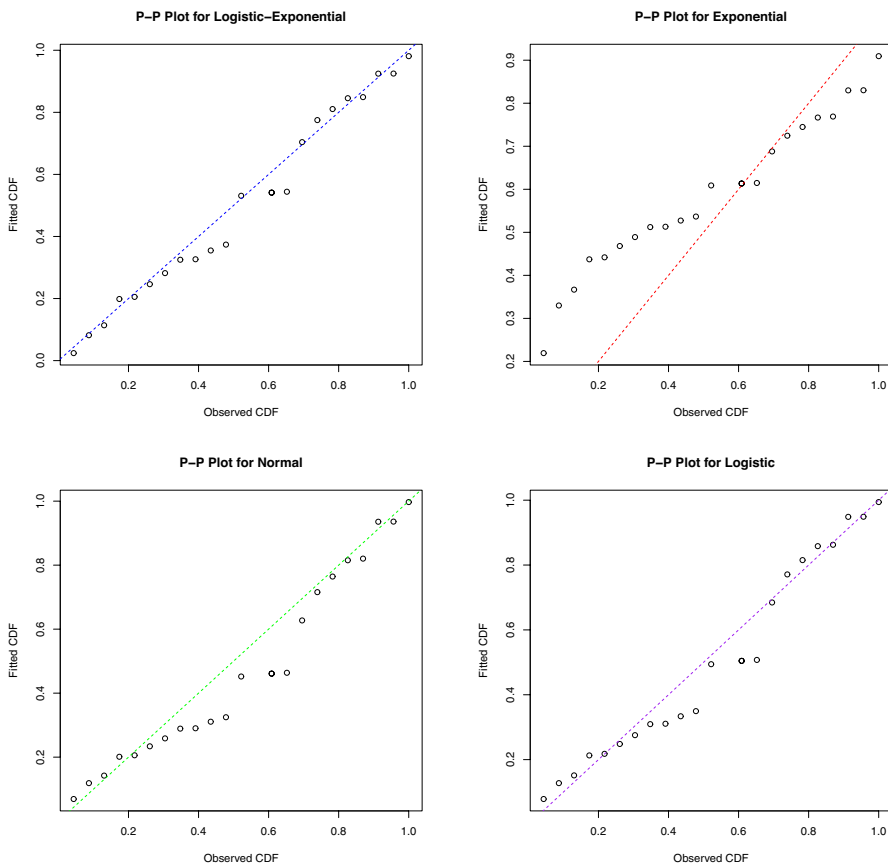 P−P Plot for Logistic−Exponential
Fitted CDF
1.0
0.8
0.6
0.4
0.2
0.0
0.2 0.4 0.6 0.8 1.0
Observed CDF
P−P Plot for Exponential
Fitted CDF
0.9
0.8
0.7
0.6
0.5
0.4
0.3
0.2
0.2 0.4 0.6 0.8 1.0
Observed CDF
P−P Plot for Normal
Fitted CDF
1.0
0.8
0.6
0.4
0.2
0.2 0.4 0.6 0.8 1.0
Observed CDF
P−P Plot for Logistic
Fitted CDF
1.0
0.8
0.6
0.4
0.2
0.2 0.4 0.6 0.8 1.0
Observed CDF